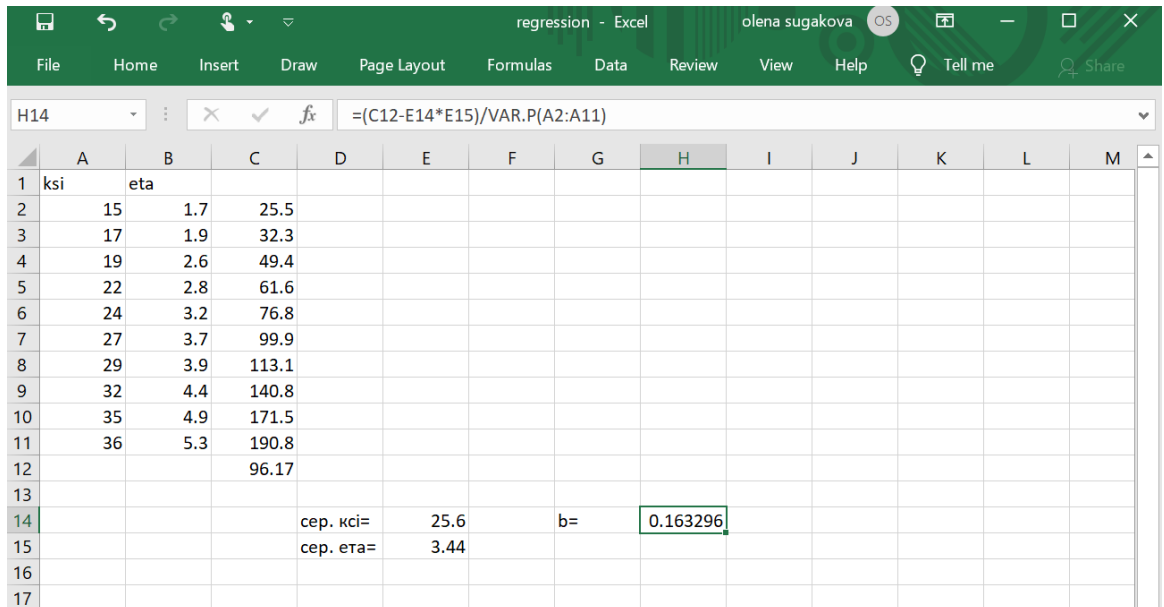 regression - Excel olena sugakova OS
File Home Insert Draw Page Layout Formulas Data Review View Help Tell me Share
H14 fx =(C12-E14*E15)/VAR.P(A2:A11)
A B C D E F G H I J K L M
1 ksi eta
2 15 1.7 25.5
3 17 1.9 32.3
4 19 2.6 49.4
5 22 2.8 61.6
6 24 3.2 76.8
7 27 3.7 99.9
8 29 3.9 113.1
9 32 4.4 140.8
10 35 4.9 171.5
11 36 5.3 190.8
12 96.17
13
14 сер. ксі= 25.6 b= 0.163296
15 сер. ета= 3.44
16
17